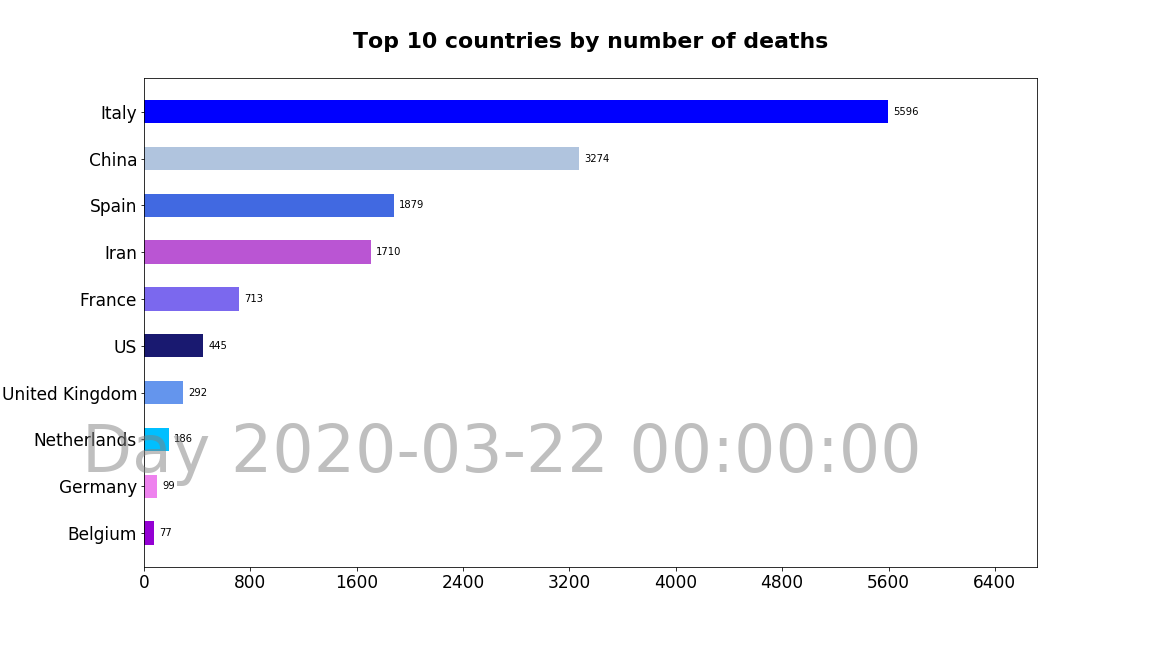 Top 10 countries by number of deaths
Italy 5596
China 3274
Spain 1879
Iran 1710
France 713
US 445
United Kingdom 292
Netherlands 186
Day 2020-03-22 00:00:00
Germany 99
Belgium 77
0 800 1600 2400 3200 4000 4800 5600 6400